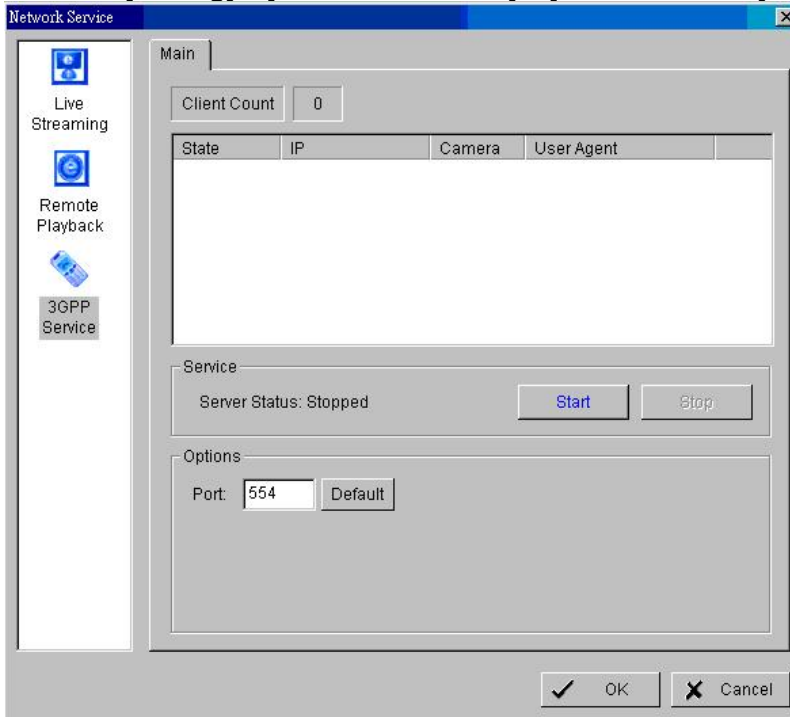 Network Service
Live
Streaming
Remote
Playback
3GPP
Service
Main
Client Count 0
State IP Camera User Agent
Service
Server Status: Stopped Start Stop
Options
Port: 554 Default
OK Cancel